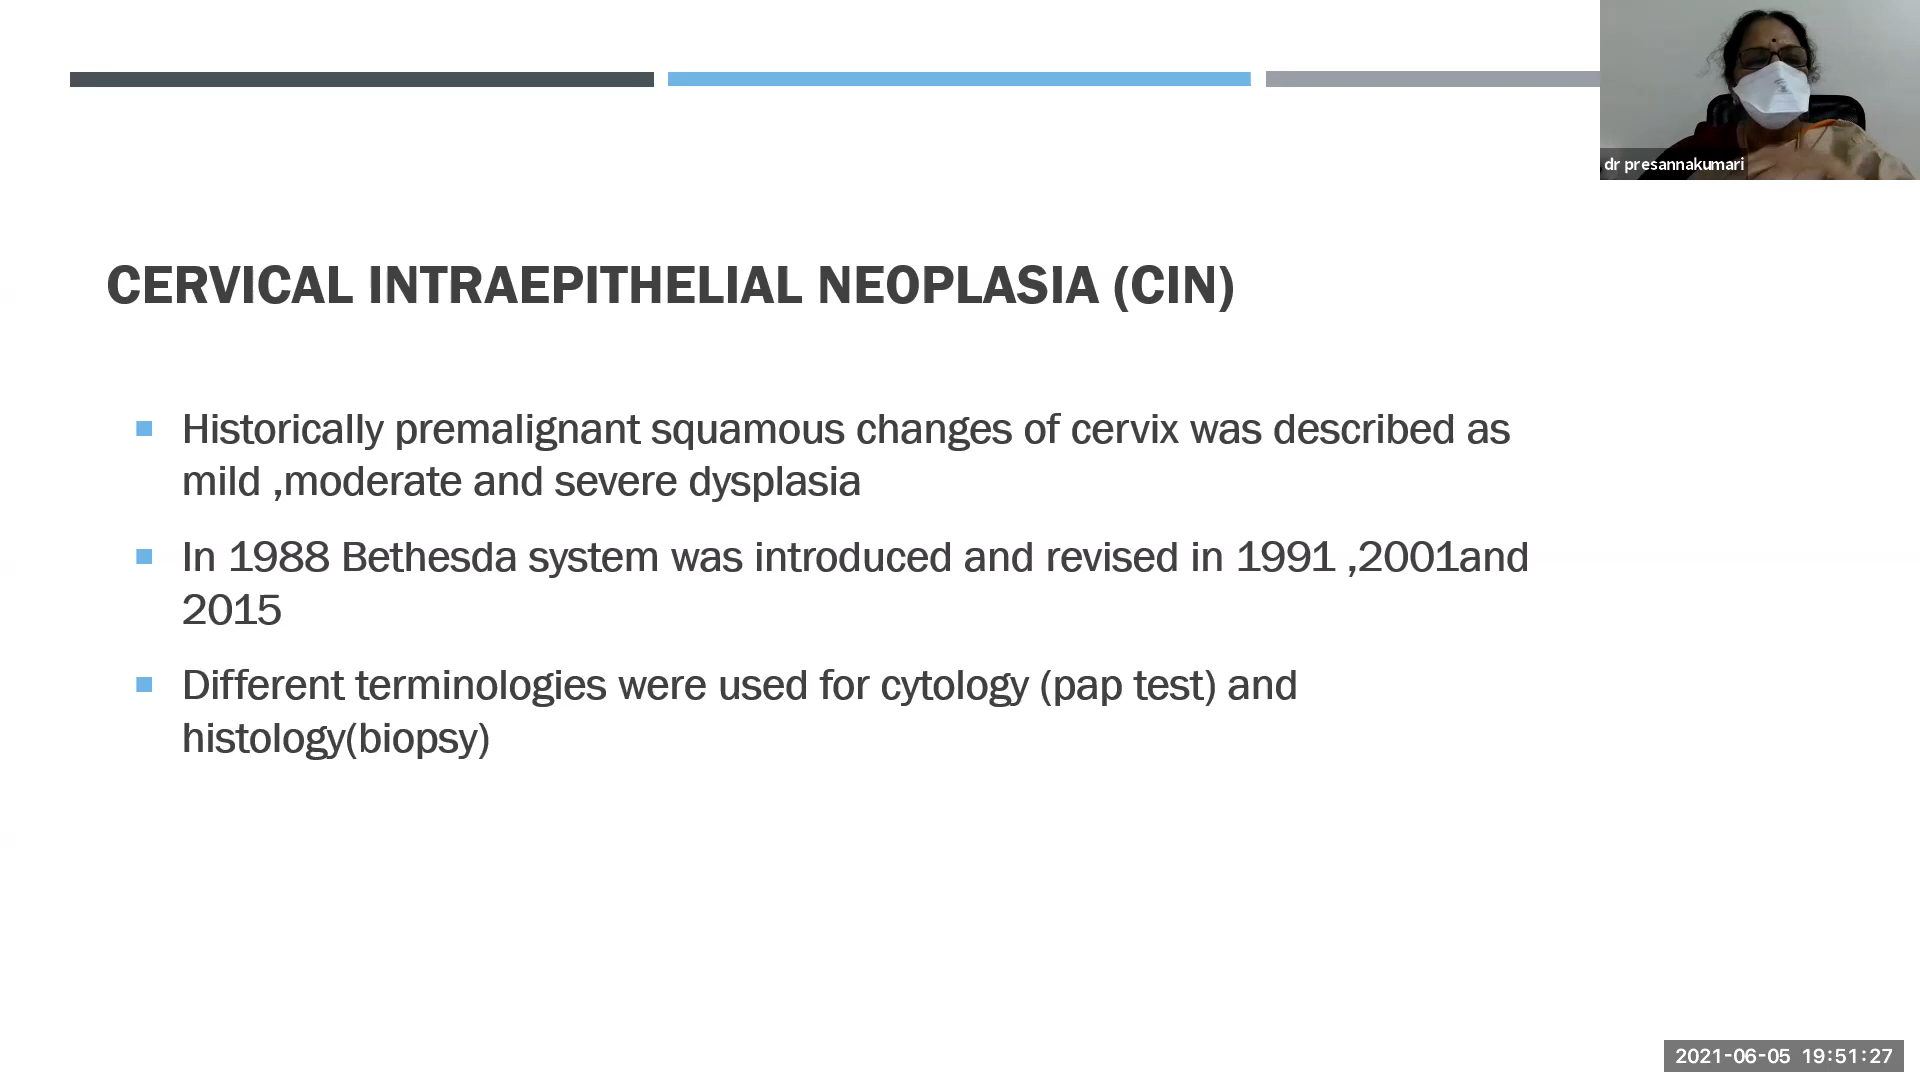 dr presannakumari
CERVICAL INTRAEPITHELIAL NEOPLASIA (CIN)
Historically premalignant squamous changes of cervix was described as
mild ,moderate and severe dysplasia
In 1988 Bethesda system was introduced and revised in 1991 ,2001and
2015
Different terminologies were used for cytology (pap test) and
histology(biopsy)
2021-06-05 19:51:27